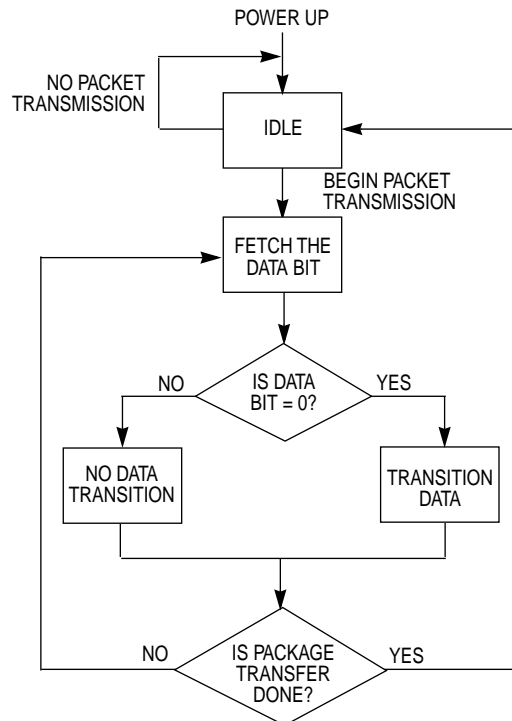 POWER UP
NO PACKET
TRANSMISSION
IDLE
BEGIN PACKET
TRANSMISSION
FETCH THE
DATA BIT
IS DATA
BIT = 0?
NO
YES
NO DATA
TRANSITION
TRANSITION
DATA
IS PACKAGE
TRANSFER
DONE?
NO
YES